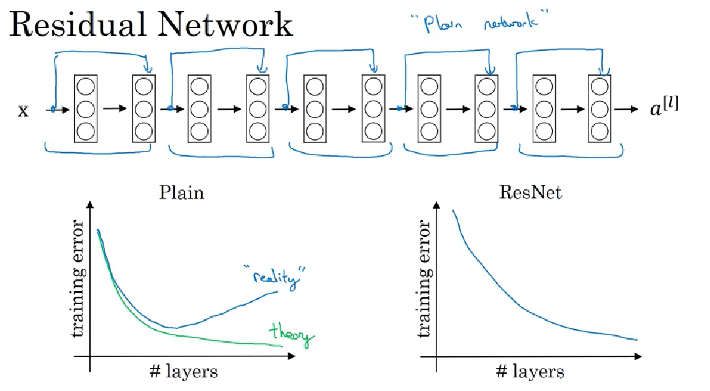 Residual Network
"Plain network"
x
a^[l]
Plain
training error
"reality"
theory
# layers
ResNet
training error
# layers